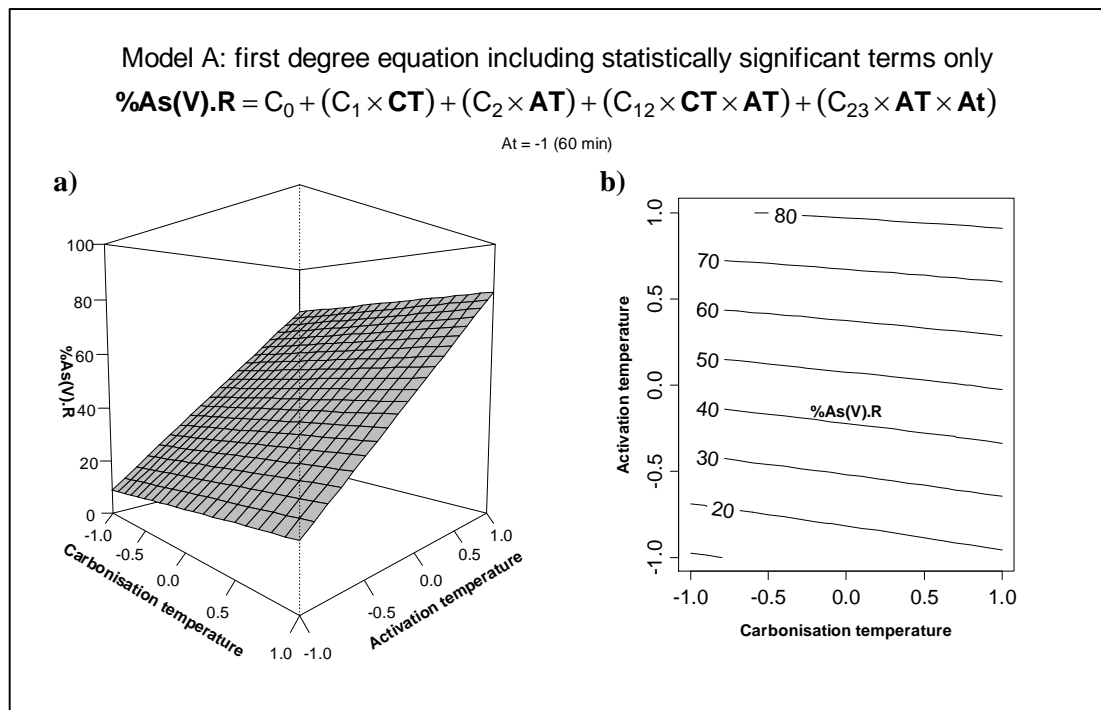 Model A: first degree equation including statistically significant terms only
%As(V).R = C₀ + (C₁ × CT) + (C₂ × AT) + (C₁₂ × CT × AT) + (C₂₃ × AT × At)
At = -1 (60 min)
a)
100
80
60
40
20
0
%As(V).R
-1.0
-0.5
0.0
0.5
1.0
Carbonisation temperature
-1.0
-0.5
0.0
0.5
1.0
Activation temperature
b)
1.0
0.5
0.0
-0.5
-1.0
Activation temperature
80
70
60
50
40
%As(V).R
30
20
-1.0 -0.5 0.0 0.5 1.0
Carbonisation temperature